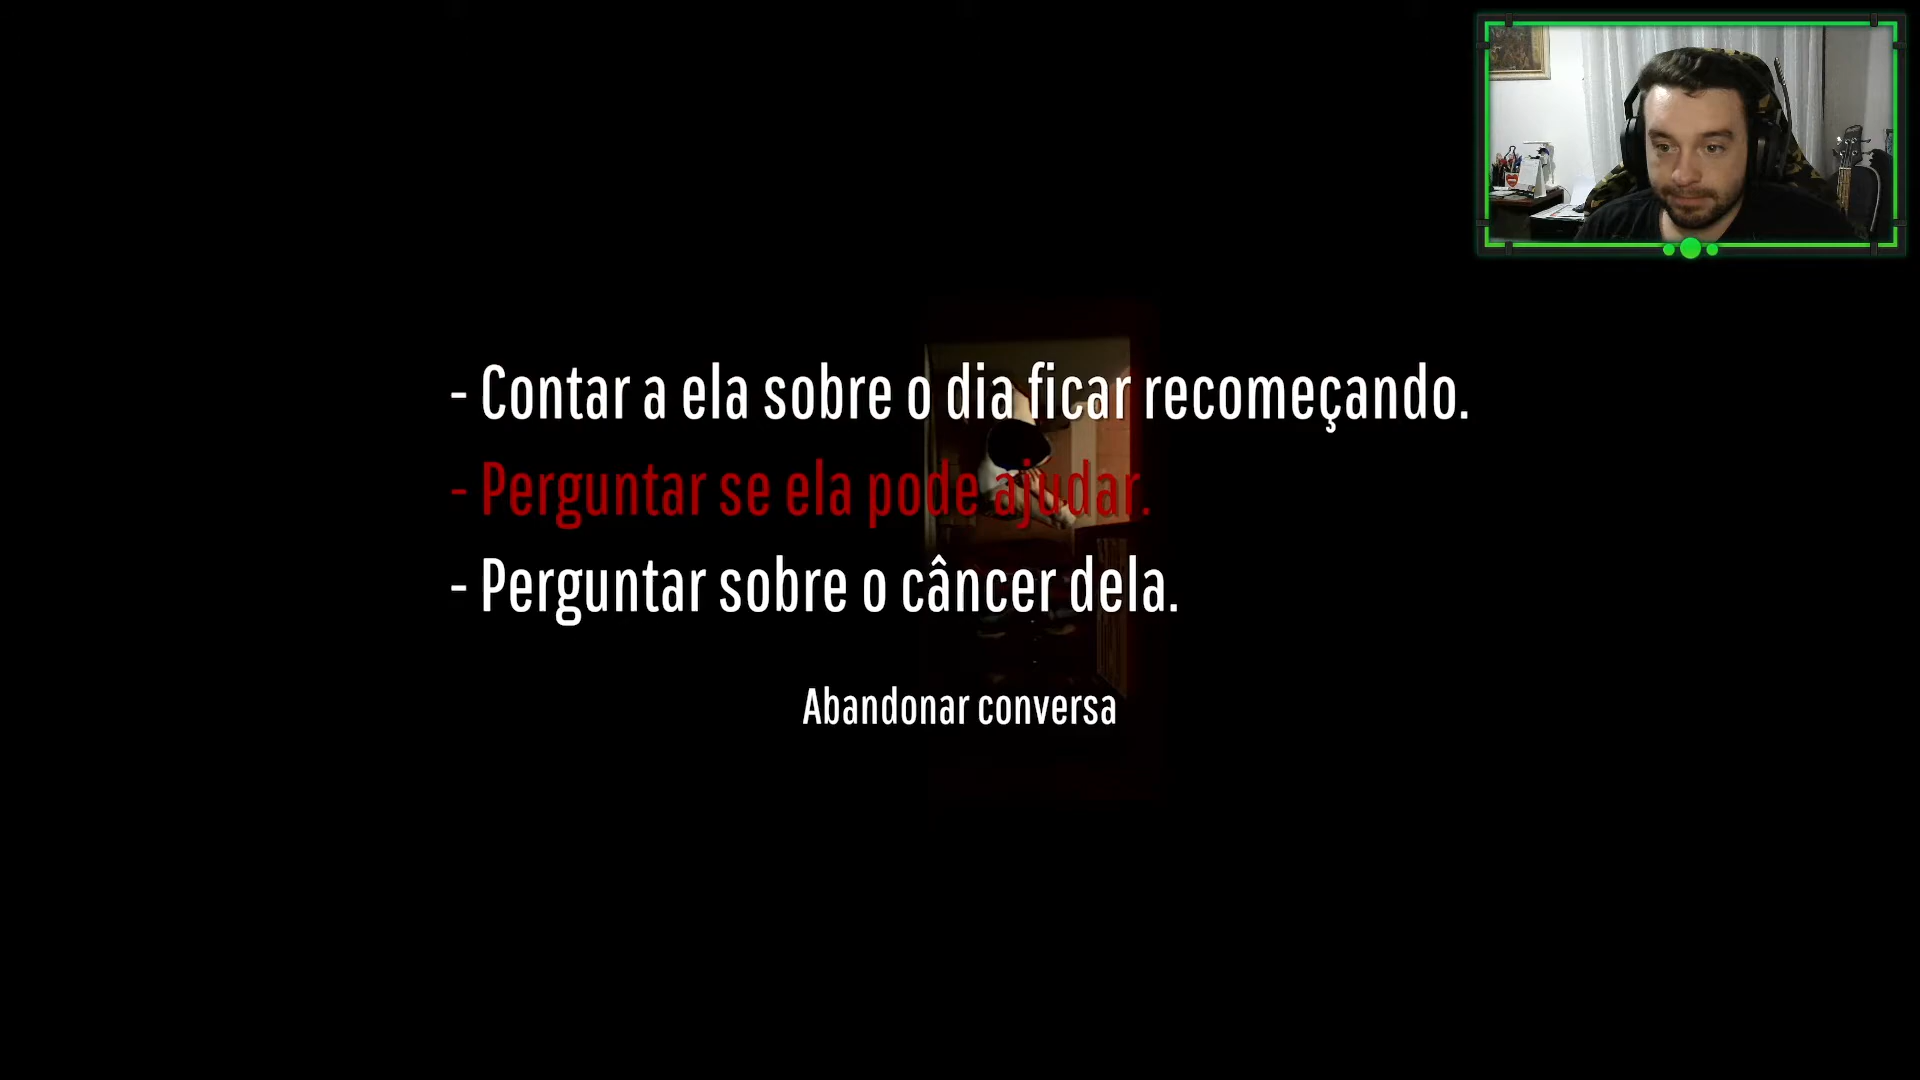 - Contar a ela sobre o dia ficar recomeçando.
- Perguntar se ela pode ajudar.
- Perguntar sobre o câncer dela.
Abandonar conversa